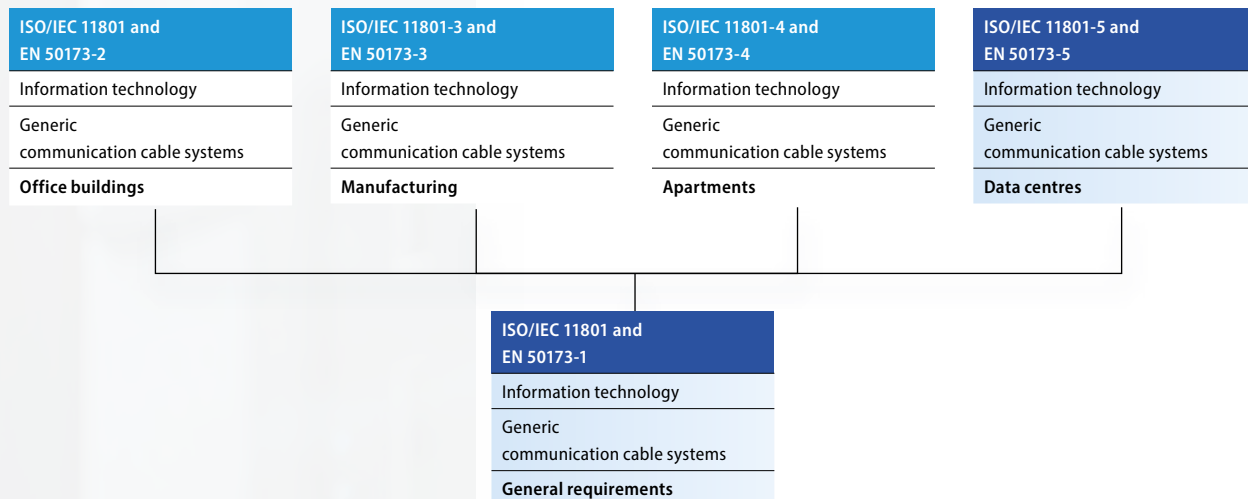 ISO/IEC 11801 and
EN 50173-2
Information technology
Generic
communication cable systems
Office buildings
ISO/IEC 11801-3 and
EN 50173-3
Information technology
Generic
communication cable systems
Manufacturing
ISO/IEC 11801-4 and
EN 50173-4
Information technology
Generic
communication cable systems
Apartments
ISO/IEC 11801-5 and
EN 50173-5
Information technology
Generic
communication cable systems
Data centres
ISO/IEC 11801 and
EN 50173-1
Information technology
Generic
communication cable systems
General requirements